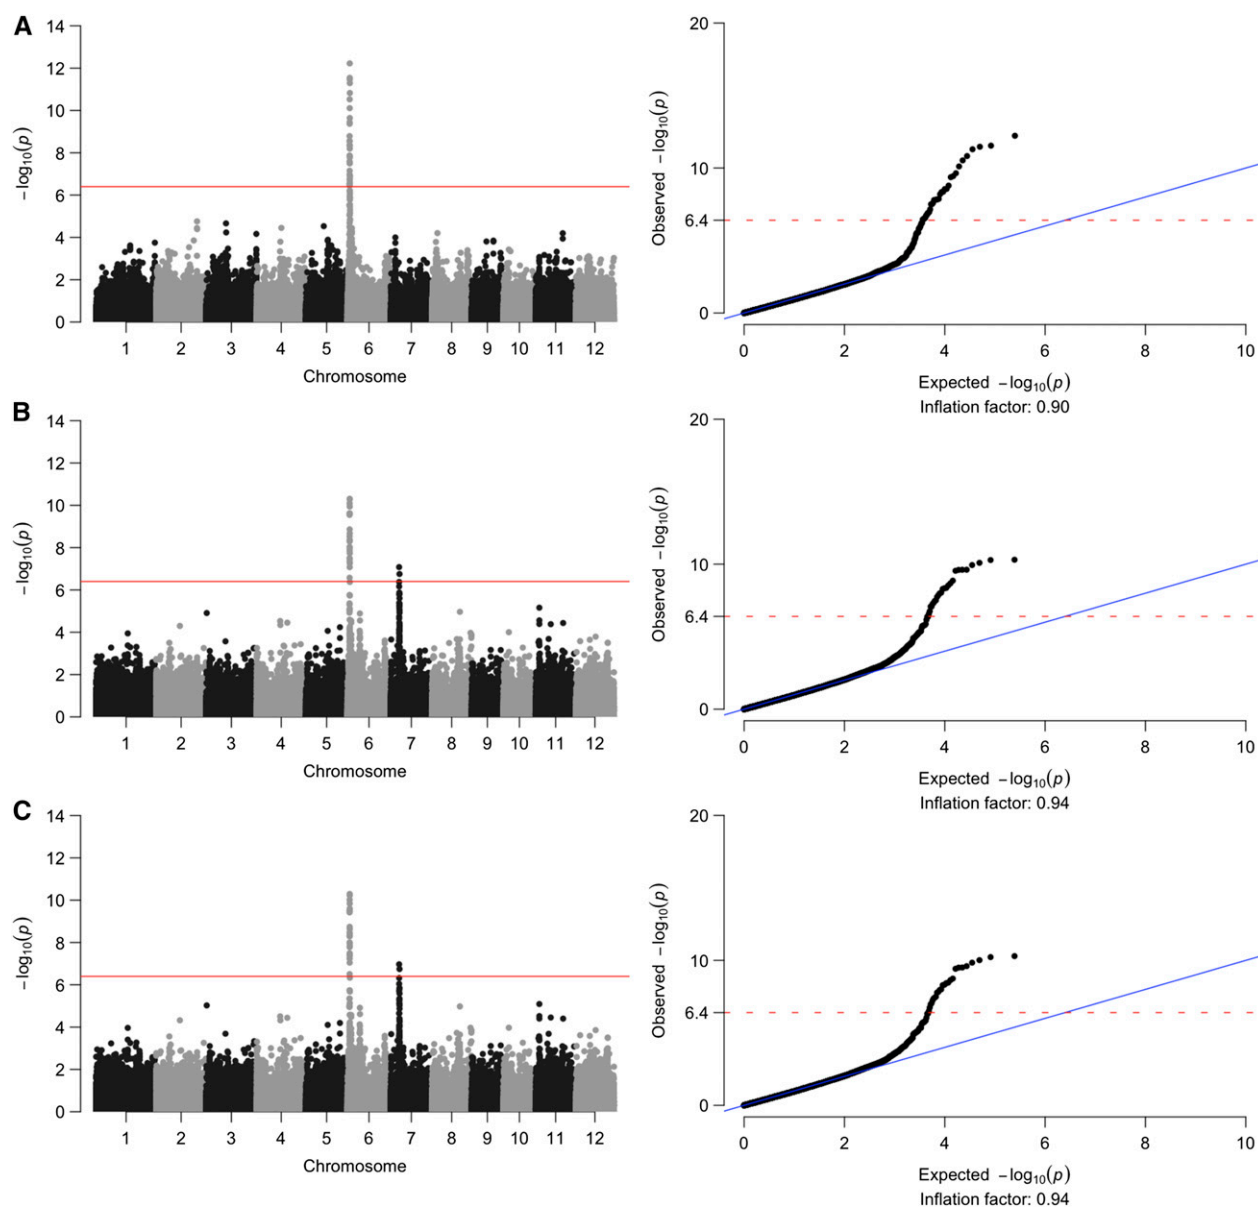 A
14
12
10
8
6
4
2
0
−log10(p)
1 2 3 4 5 6 7 8 9 10 11 12
Chromosome
20
10
6.4
0
Observed −log10(p)
0 2 4 6 8 10
Expected −log10(p)
Inflation factor: 0.90
B
14
12
10
8
6
4
2
0
−log10(p)
1 2 3 4 5 6 7 8 9 10 11 12
Chromosome
20
10
6.4
0
Observed −log10(p)
0 2 4 6 8 10
Expected −log10(p)
Inflation factor: 0.94
C
14
12
10
8
6
4
2
0
−log10(p)
1 2 3 4 5 6 7 8 9 10 11 12
Chromosome
20
10
6.4
0
Observed −log10(p)
0 2 4 6 8 10
Expected −log10(p)
Inflation factor: 0.94